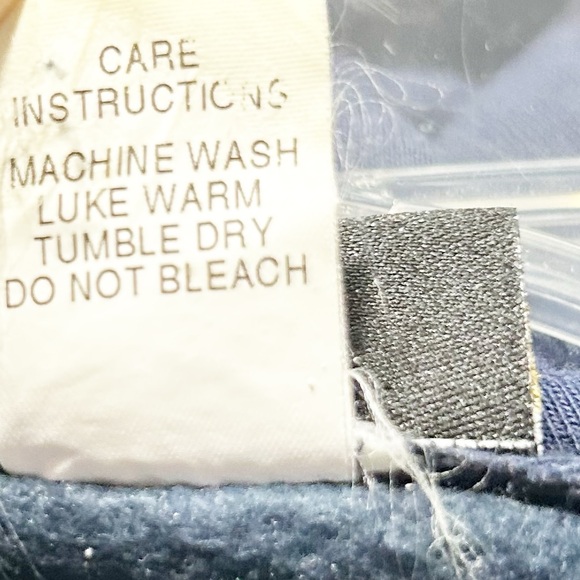 CARE
INSTRUCTIONS
MACHINE WASH
LUKE WARM
TUMBLE DRY
DO NOT BLEACH